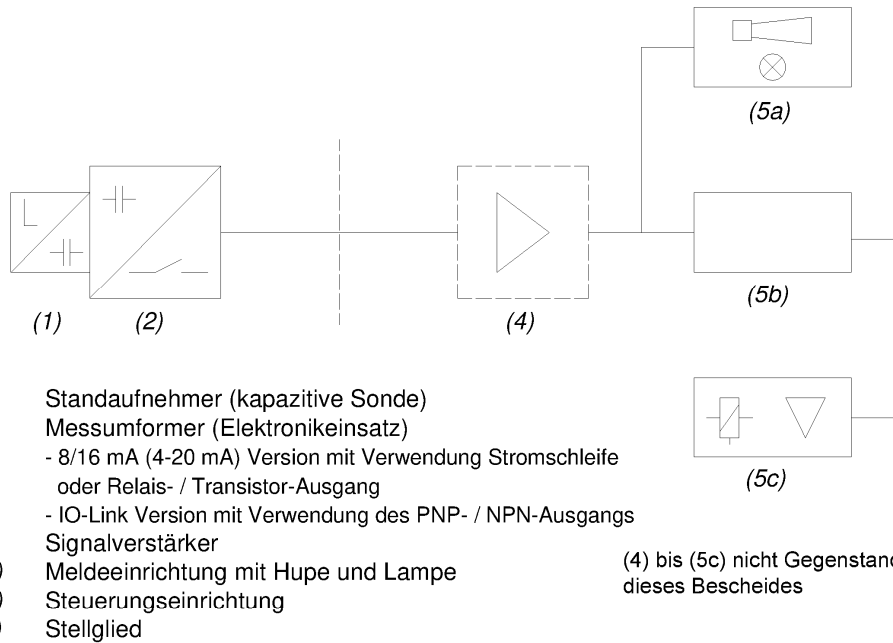 (5a)
(5b)
(1)
(2)
(4)
(5c)
Standaufnehmer (kapazitive Sonde)
Messumformer (Elektronikeinsatz)
- 8/16 mA (4-20 mA) Version mit Verwendung Stromschleife
oder Relais- / Transistor-Ausgang
- IO-Link Version mit Verwendung des PNP- / NPN-Ausgangs
Signalverstärker
) Meldeeinrichtung mit Hupe und Lampe
) Steuerungseinrichtung
) Stellglied
(4) bis (5c) nicht Gegenstand
dieses Bescheides